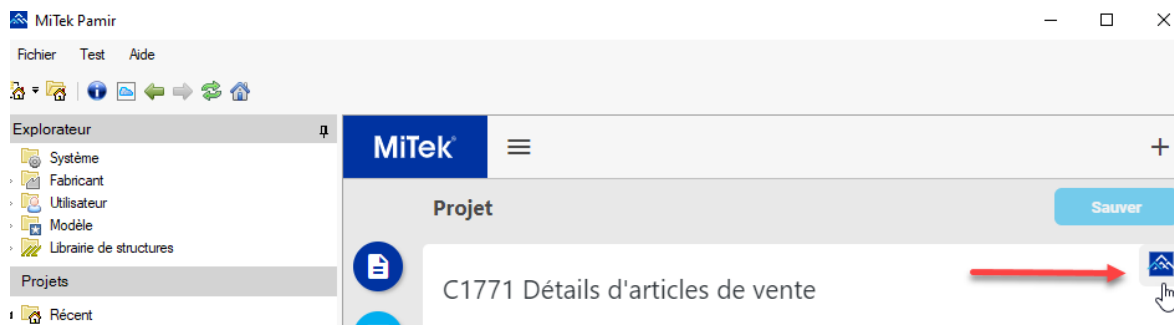 MiTek Pamir
Fichier Test Aide
Explorateur
Système
Fabricant
Utilisateur
Modèle
Librairie de structures
Projets
Récent
MiTek®
Projet
Sauver
C1771 Détails d'articles de vente